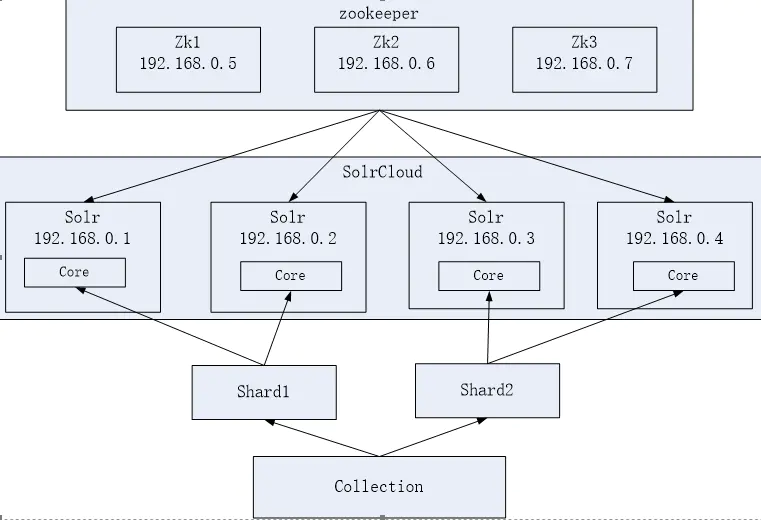 zookeeper
Zk1
192.168.0.5
Zk2
192.168.0.6
Zk3
192.168.0.7
SolrCloud
Solr
192.168.0.1
Core
Solr
192.168.0.2
Core
Solr
192.168.0.3
Core
Solr
192.168.0.4
Core
Shard1
Shard2
Collection